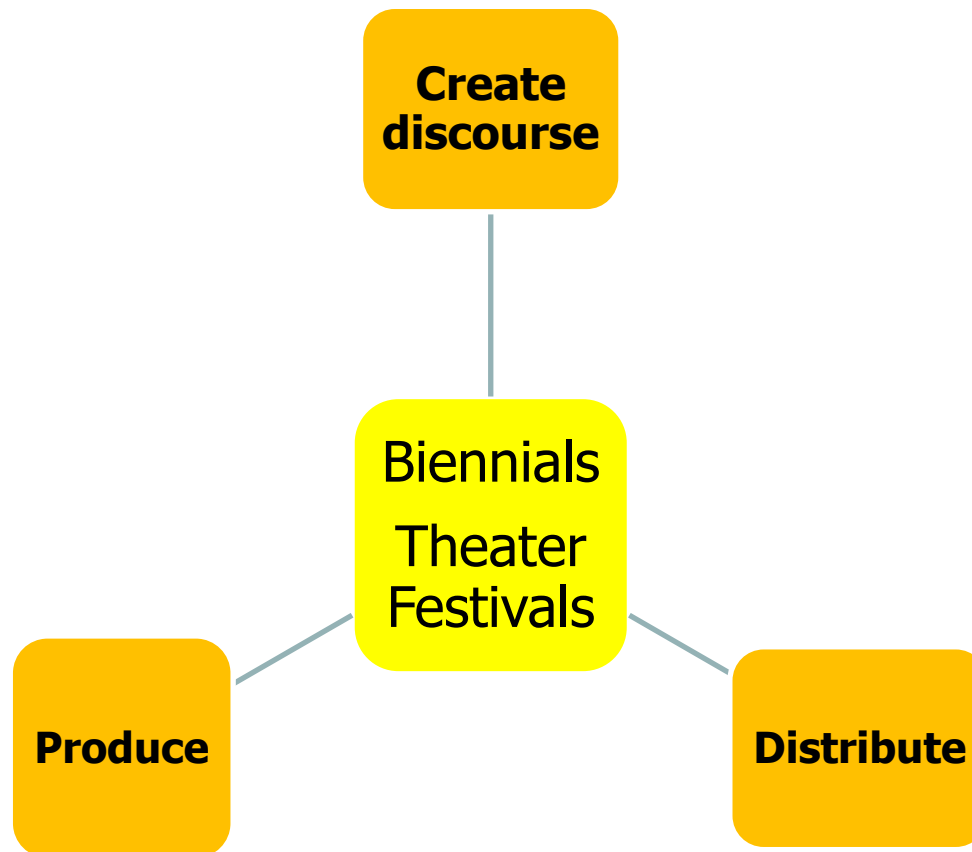 Create
discourse
Biennials
Theater
Festivals
Produce
Distribute